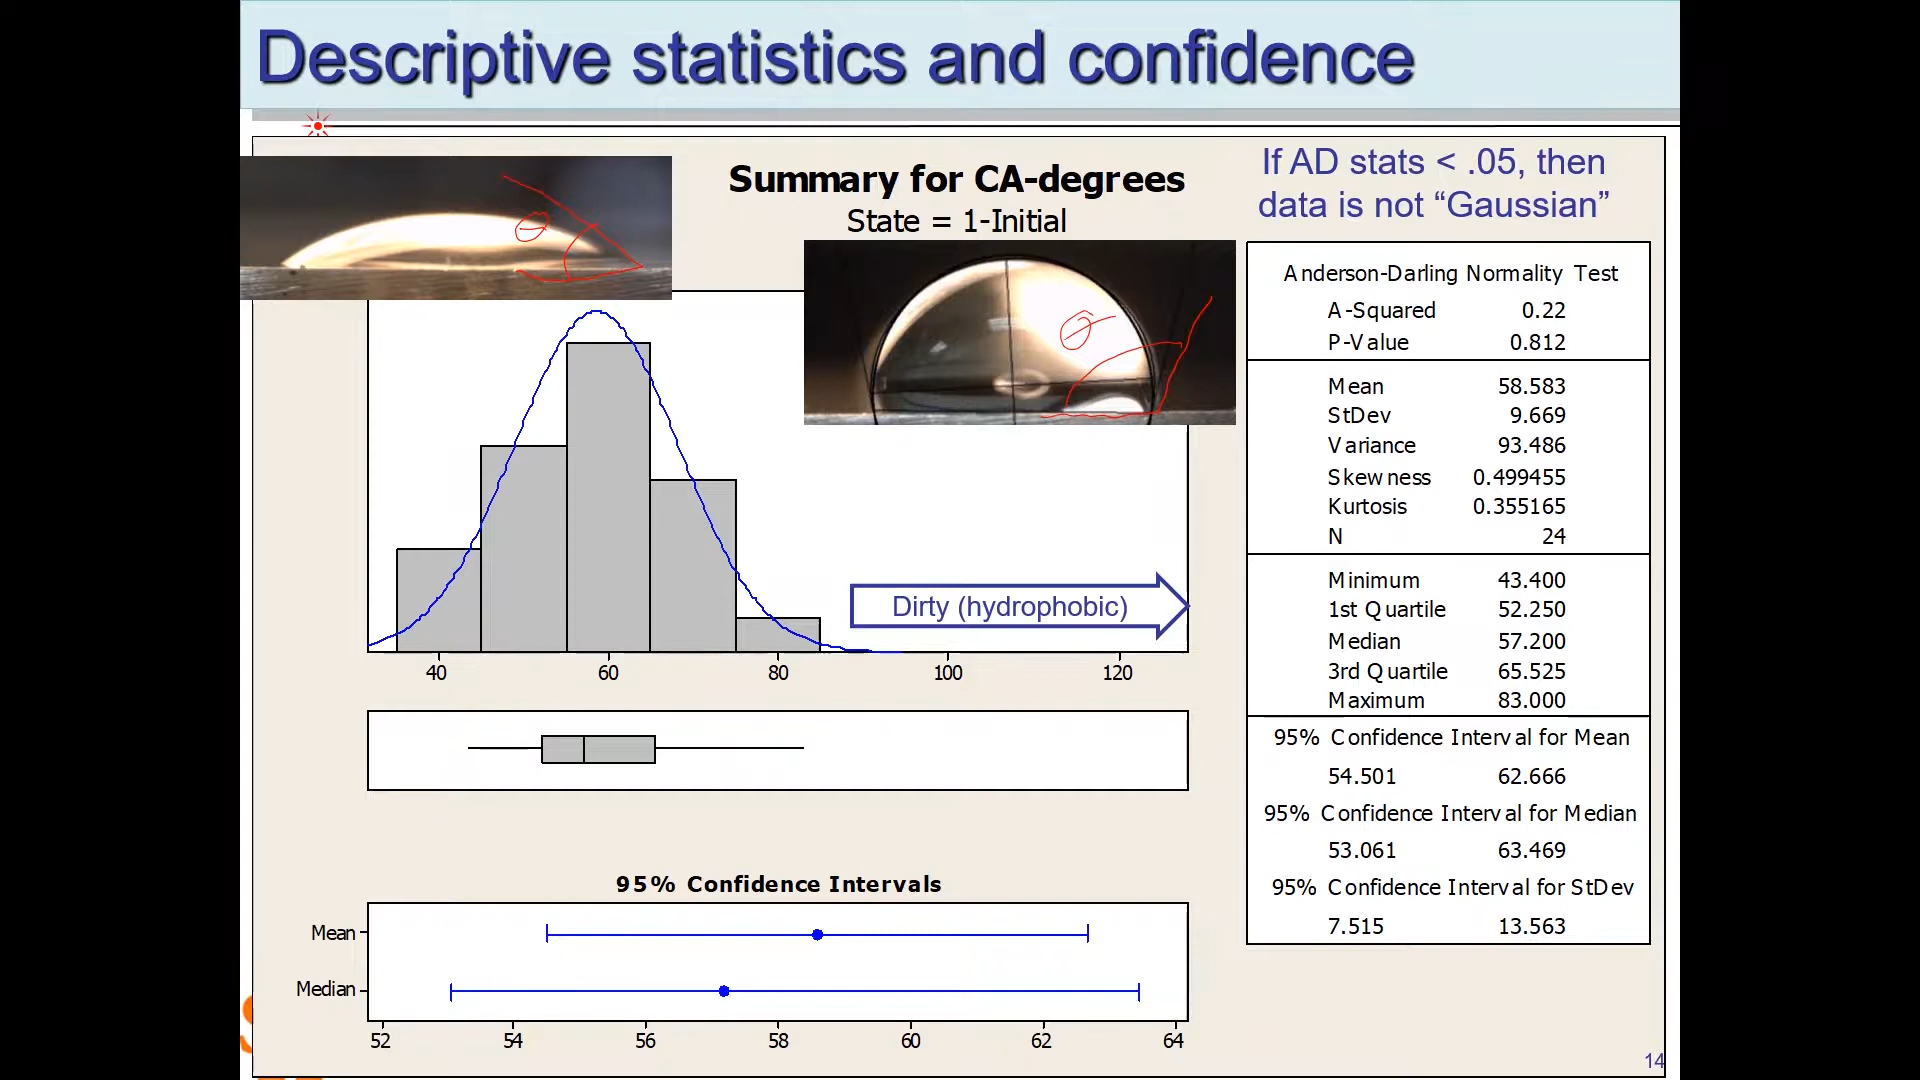 Descriptive statistics and confidence
If AD stats < .05, then
data is not “Gaussian”
Summary for CA-degrees
State = 1-Initial
θ
θ
Dirty (hydrophobic)
40 60 80 100 120
95% Confidence Intervals
Mean
Median
52 54 56 58 60 62 64
Anderson-Darling Normality Test
A-Squared 0.22
P-Value 0.812
Mean 58.583
StDev 9.669
Variance 93.486
Skewness 0.499455
Kurtosis 0.355165
N 24
Minimum 43.400
1st Quartile 52.250
Median 57.200
3rd Quartile 65.525
Maximum 83.000
95% Confidence Interval for Mean
54.501 62.666
95% Confidence Interval for Median
53.061 63.469
95% Confidence Interval for StDev
7.515 13.563
14